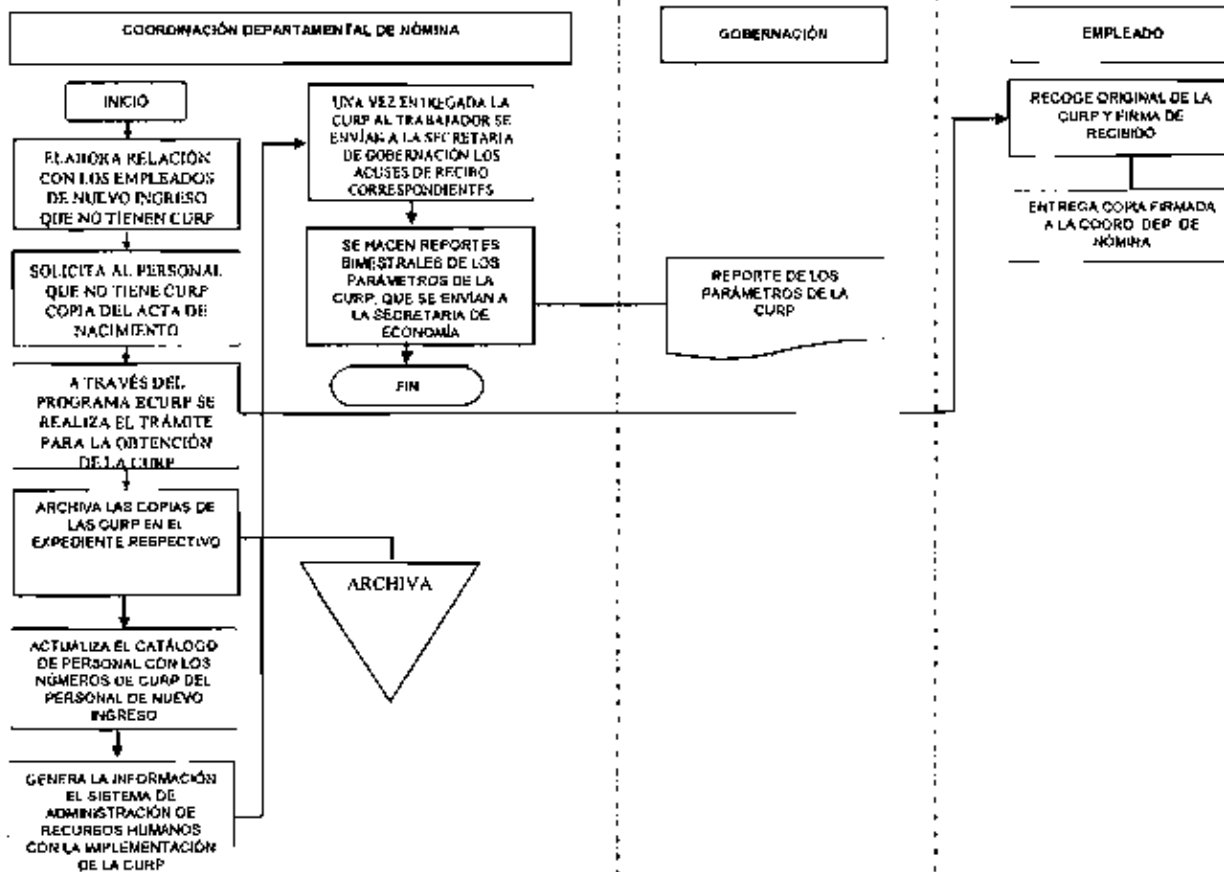 COORDINACIÓN DEPARTAMENTAL DE NÓMINA
GOBERNACIÓN
EMPLEADO
INICIÓ
ELABORA RELACIÓN
CON LOS EMPLEADOS
DE NUEVO INGRESO
QUE NO TIENEN CURP
SOLICITA AL PERSONAL
QUE NO TIENE CURP
COPIA DEL ACTA DE
NACIMIENTO
A TRAVÉS DEL
PROGRAMA ECURP SE
REALIZA EL TRÁMITE
PARA LA OBTENCIÓN
DE LA CURP
ARCHIVA LAS COPIAS DE
LAS CURP EN EL
EXPEDIENTE RESPECTIVO
ACTUALIZA EL CATÁLOGO
DE PERSONAL CON LOS
NÚMEROS DE CURP DEL
PERSONAL DE NUEVO
INGRESO
GENERA LA INFORMACIÓN
EL SISTEMA DE
ADMINISTRACIÓN DE
RECURSOS HUMANOS
CON LA IMPLEMENTACIÓN
DE LA CURP
UNA VEZ ENTREGADA LA
CURP AL TRABAJADOR SE
ENVÍAN A LA SECRETARIA
DE GOBERNACIÓN LOS
ACUSES DE RECIBO
CORRESPONDIENTES
SE HACEN REPORTES
BIMESTRALES DE LOS
PARÁMETROS DE LA
CURP, QUE SE ENVÍAN A
LA SECRETARIA DE
ECONOMÍA
FIN
ARCHIVA
REPORTE DE LOS
PARÁMETROS DE LA
CURP
RECOGE ORIGINAL DE LA
CURP Y FIRMA DE
RECIBIDÓ
ENTREGA COPIA FIRMADA
A LA COORD. DEP. DE
NÓMINA